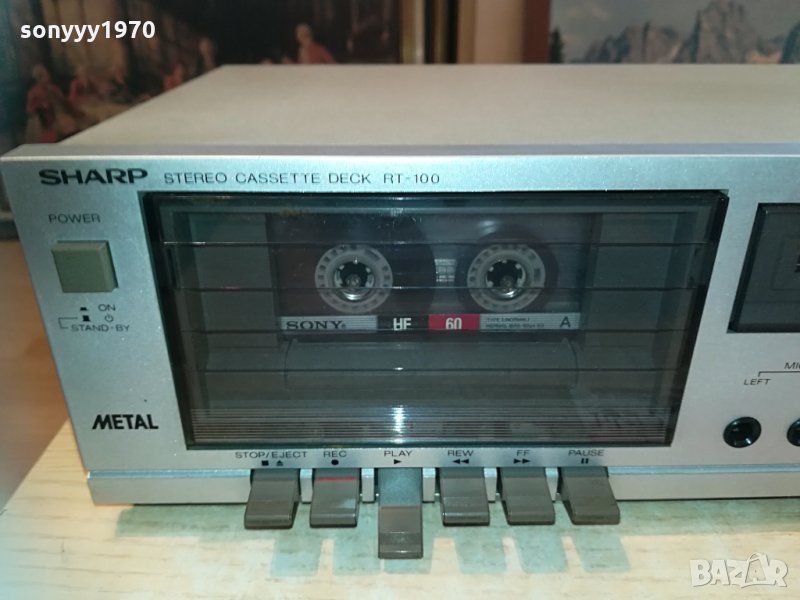 sonyyy1970
SHARP STEREO CASSETTE DECK RT-100
POWER
ON
STAND-BY
METAL
SONY HF 60 A
STOP/EJECT REC PLAY REW FF PAUSE
LEFT
BAZAR